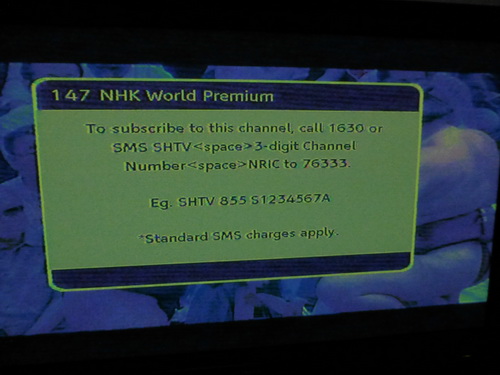 147 NHK World Premium
To subscribe to this channel, call 1630 or
SMS SHTV<space>3-digit Channel
Number<space>NRIC to 76333.
Eg. SHTV 855 S1234567A
*Standard SMS charges apply.